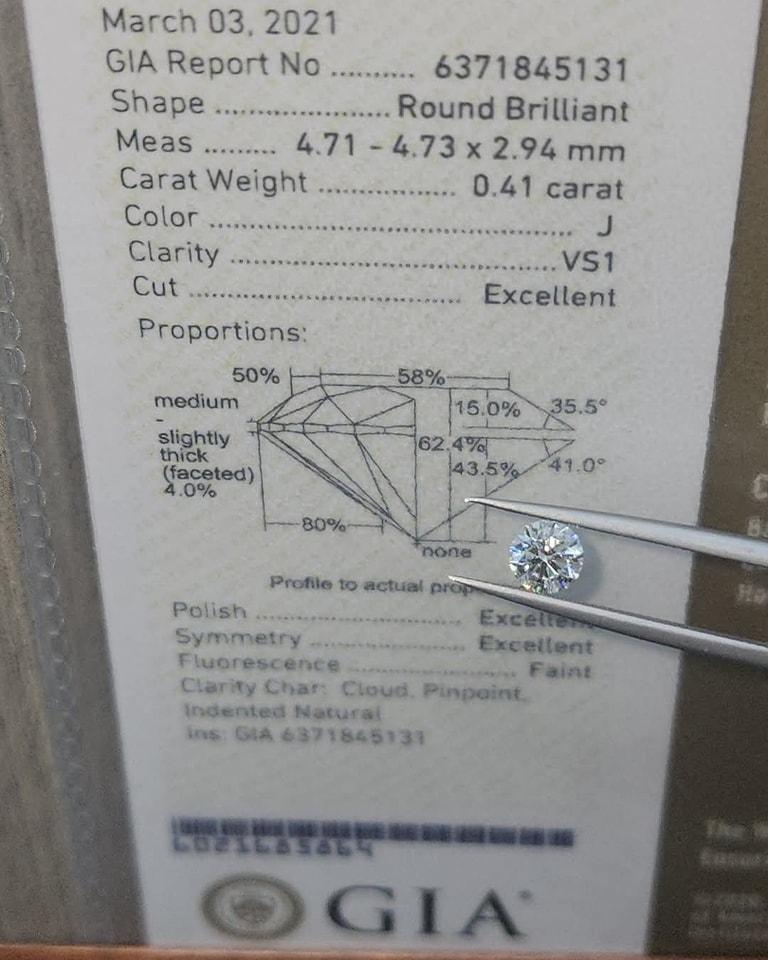 March 03, 2021
GIA Report No .......... 6371845131
Shape .................... Round Brilliant
Meas ......... 4.71 - 4.73 x 2.94 mm
Carat Weight ................ 0.41 carat
Color .......................................... J
Clarity ...................................... VS1
Cut ................................ Excellent
Proportions:
50%
58%
medium
-
slightly
thick
(faceted)
4.0%
15.0%
35.5°
62.4%
43.5%
41.0°
80%
none
Profile to actual prop
Polish .............................. Excellent
Symmetry ...................... Excellent
Fluorescence ...................... Faint
Clarity Char: Cloud, Pinpoint,
Indented Natural
Ins: GIA 6371845131
GIA